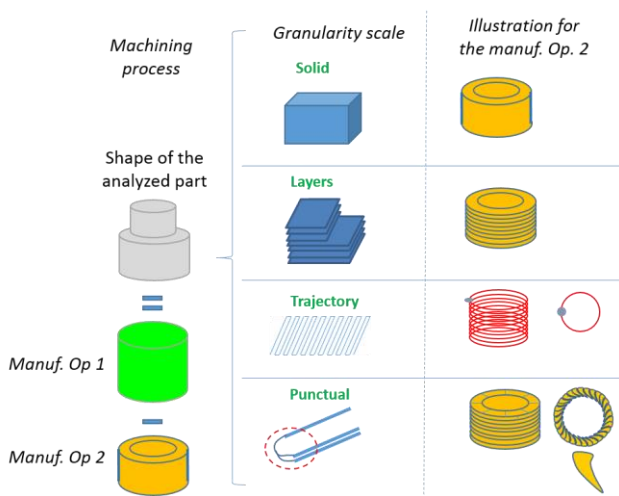 Machining
process
Granularity scale
Illustration for
the manuf. Op. 2
Solid
Shape of the
analyzed part
Layers
Trajectory
Manuf. Op 1
Punctual
Manuf. Op 2